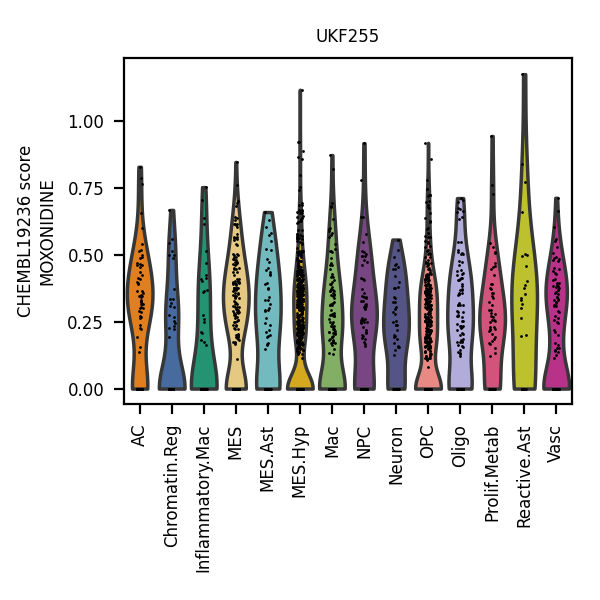 UKF255
CHEMBL19236 score
MOXONIDINE
1.00
0.75
0.50
0.25
0.00
AC
Chromatin.Reg
Inflammatory.Mac
MES
MES.Ast
MES.Hyp
Mac
NPC
Neuron
OPC
Oligo
Prolif.Metab
Reactive.Ast
Vasc